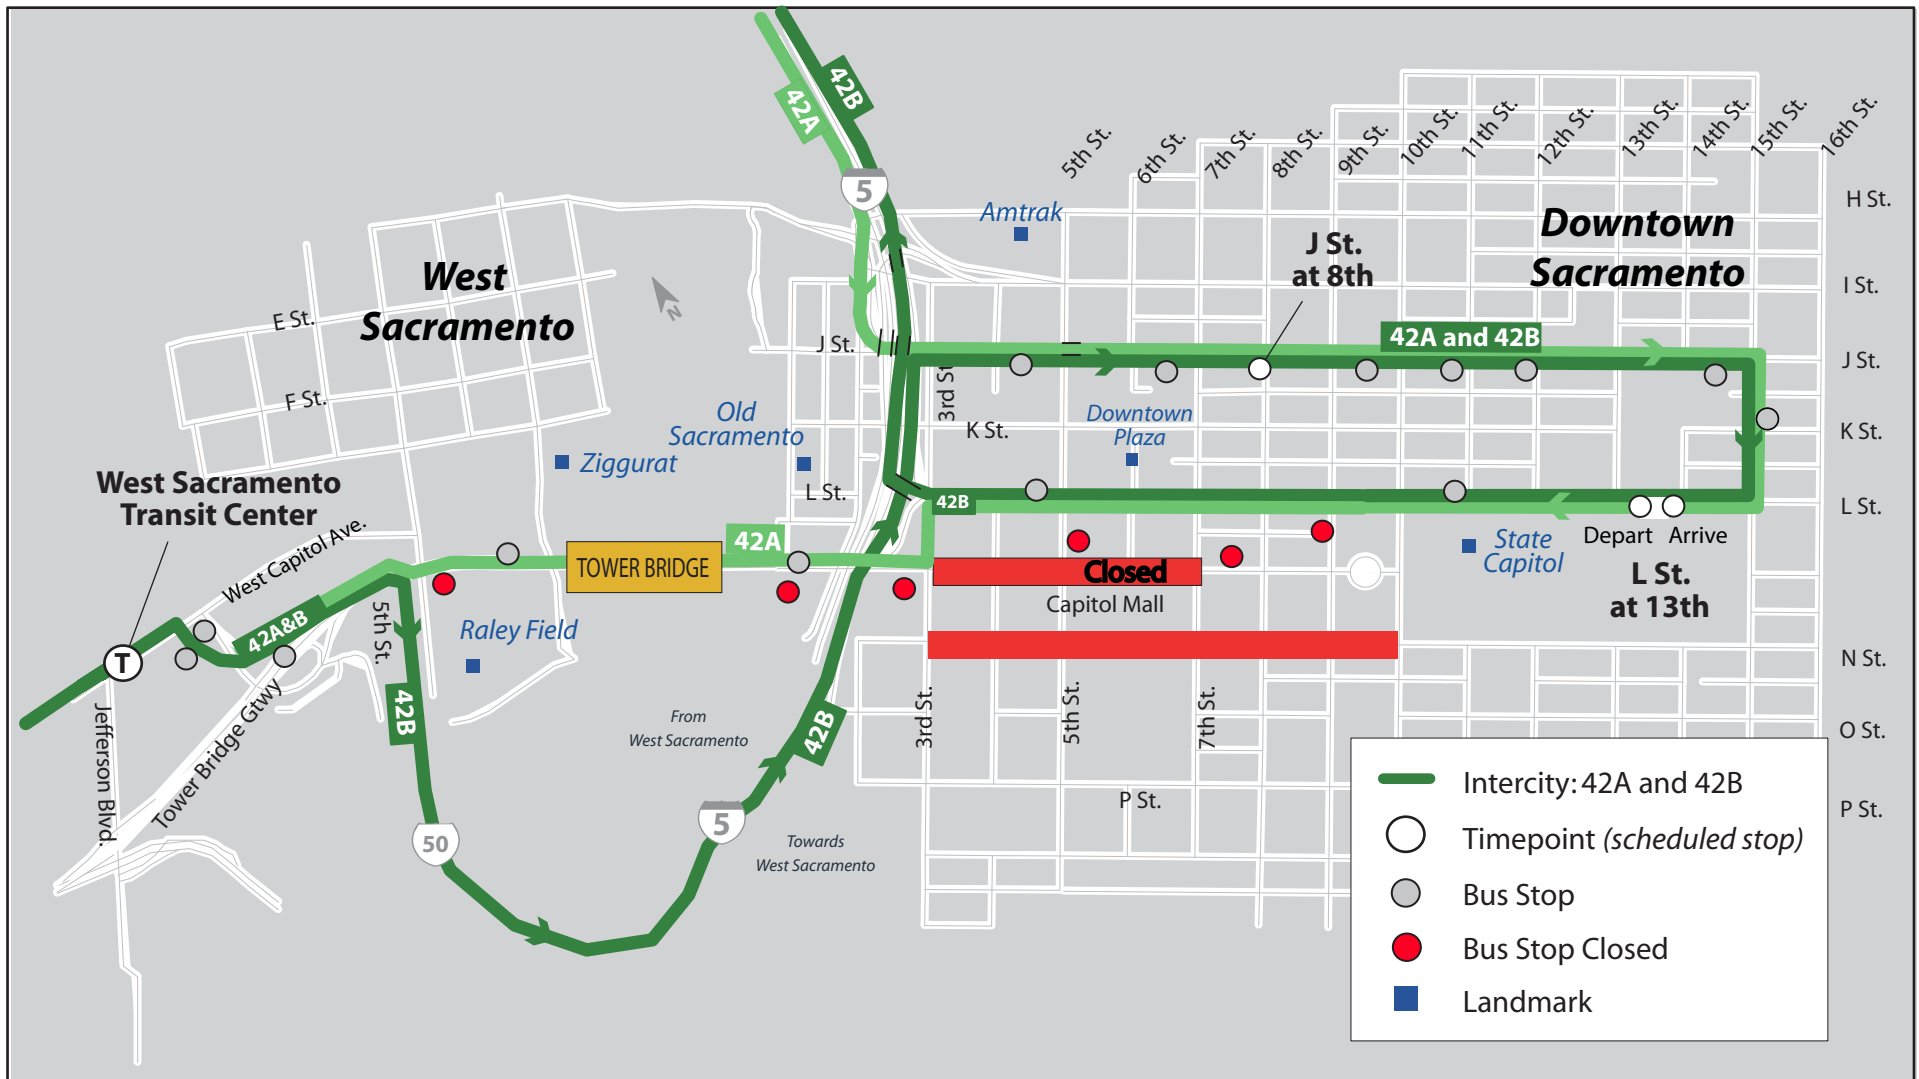 42B
42A
5
5th St.
6th St.
7th St.
8th St.
9th St.
10th St.
11th St.
12th St.
13th St.
14th St.
15th St.
16th St.
H St.
Amtrak
Downtown
Sacramento
J St.
at 8th
West
Sacramento
N
I St.
E St.
F St.
J St.
42A and 42B
J St.
3rd St
Old
Sacramento
K St.
Downtown
Plaza
K St.
Ziggurat
West Sacramento
Transit Center
L St.
42B
L St.
West Capitol Ave.
42A
TOWER BRIDGE
Closed
Capitol Mall
State
Capitol
Depart
Arrive
L St.
at 13th
42A&B
5th St.
Raley Field
T
N St.
Jefferson Blvd.
Tower Bridge Gtwy
42B
From
West Sacramento
42B
3rd St.
5th St.
7th St.
O St.
P St.
P St.
50
5
Towards
West Sacramento
Intercity: 42A and 42B
Timepoint (scheduled stop)
Bus Stop
Bus Stop Closed
Landmark